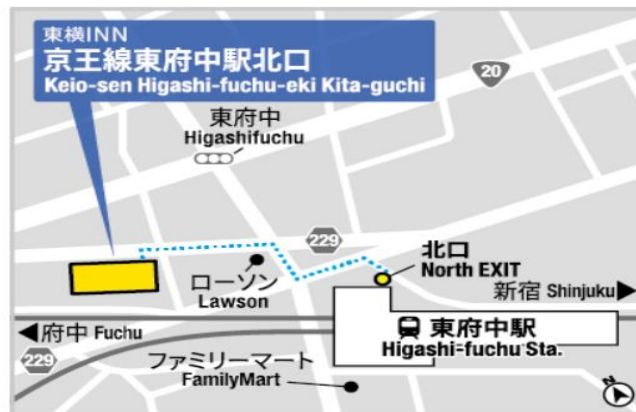 東横INN
京王線東府中駅北口
Keio-sen Higashi-fuchu-eki Kita-guchi
20
東府中
Higashifuchu
229
北口
North EXIT
ローソン
Lawson
新宿 Shinjuku▶
◀府中 Fuchu
東府中駅
Higashi-fuchu Sta.
229
ファミリーマート
FamilyMart
N